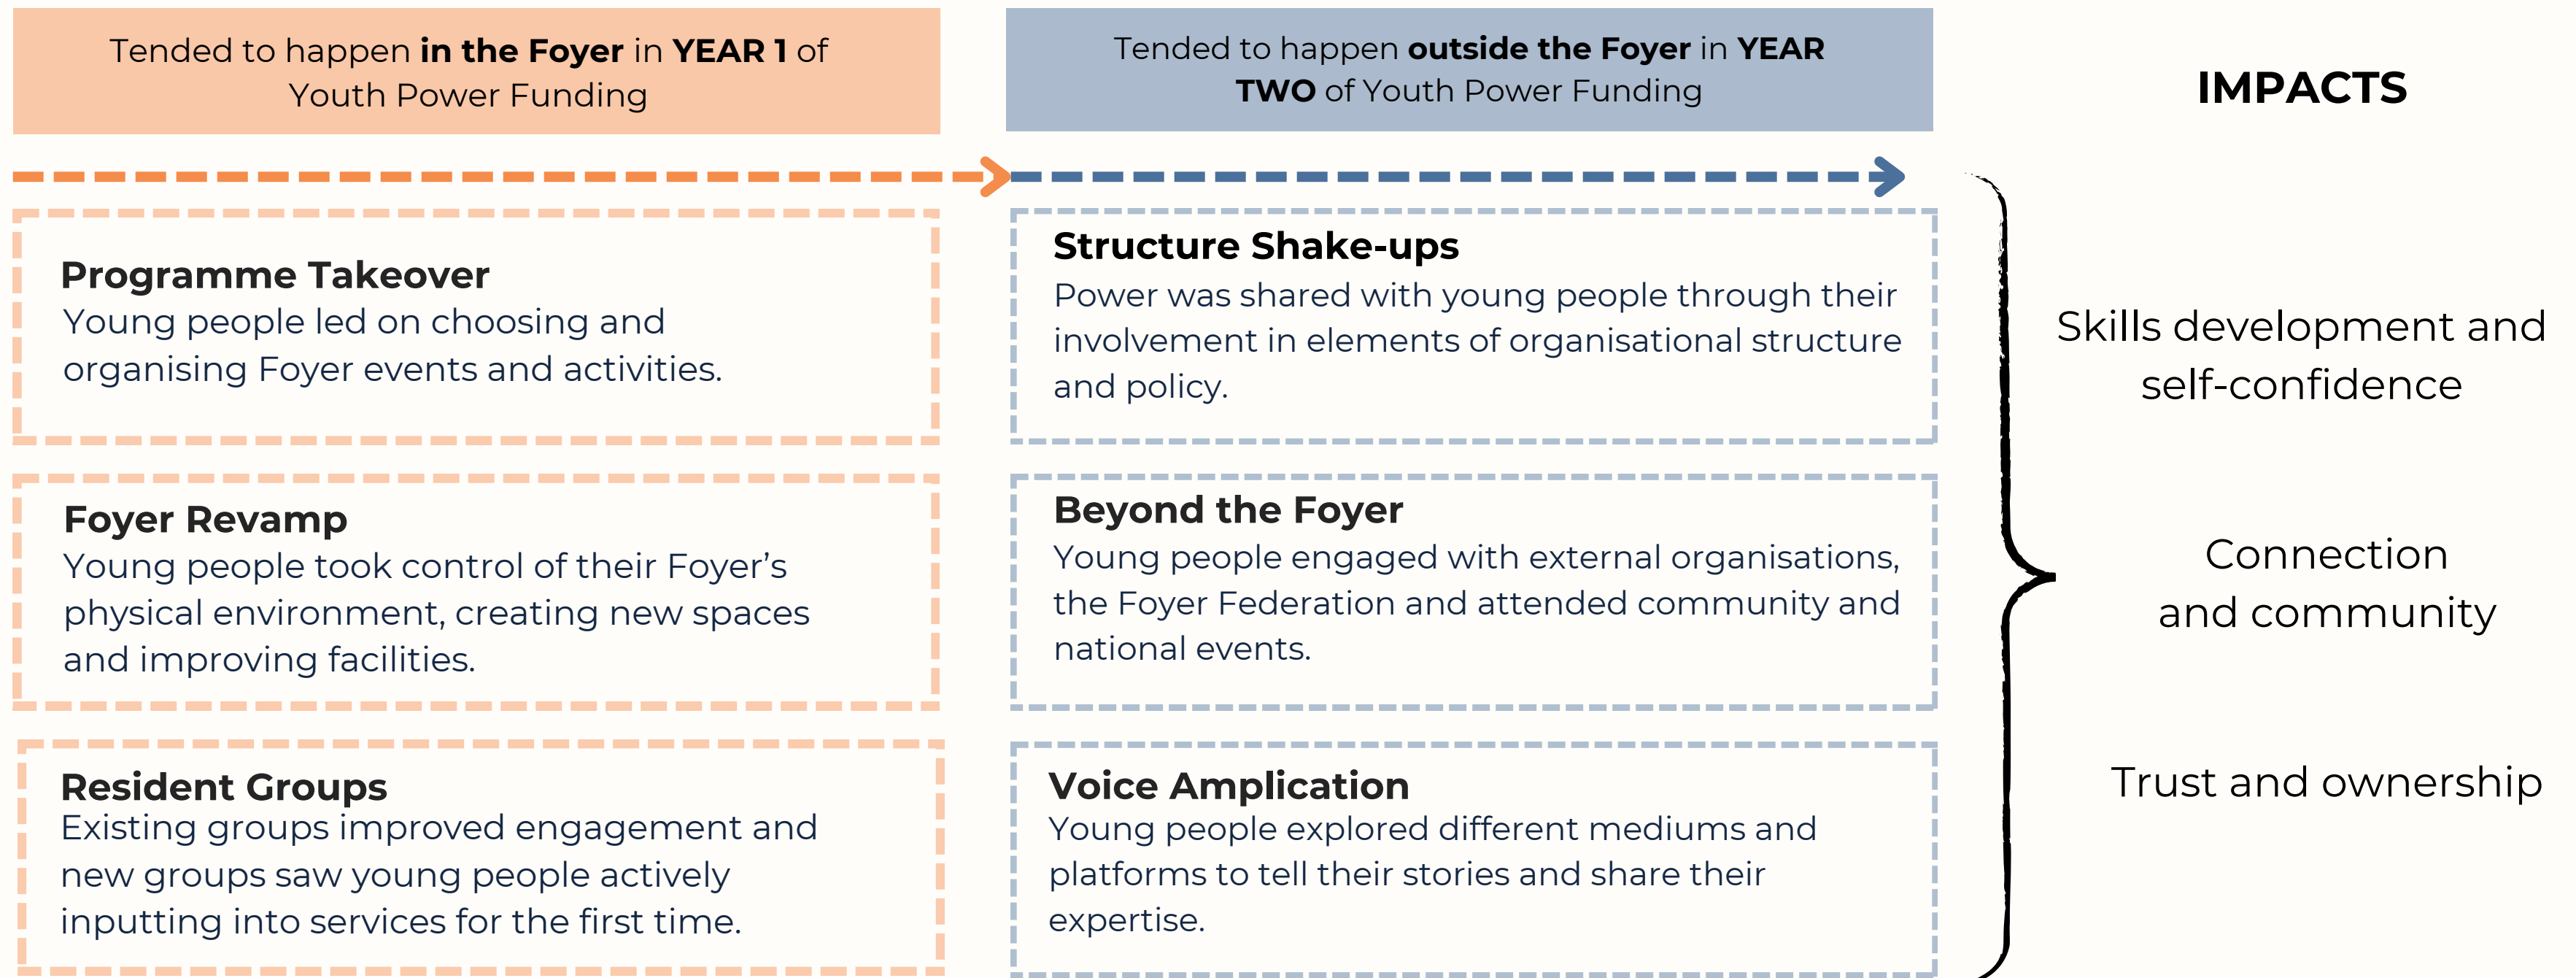 Tended to happen in the Foyer in YEAR 1 of
Youth Power Funding
Tended to happen outside the Foyer in YEAR
TWO of Youth Power Funding
IMPACTS
Programme Takeover
Young people led on choosing and
organising Foyer events and activities.
Foyer Revamp
Young people took control of their Foyer’s
physical environment, creating new spaces
and improving facilities.
Resident Groups
Existing groups improved engagement and
new groups saw young people actively
inputting into services for the first time.
Structure Shake-ups
Power was shared with young people through their
involvement in elements of organisational structure
and policy.
Beyond the Foyer
Young people engaged with external organisations,
the Foyer Federation and attended community and
national events.
Voice Amplication
Young people explored different mediums and
platforms to tell their stories and share their
expertise.
Skills development and
self-confidence
Connection
and community
Trust and ownership